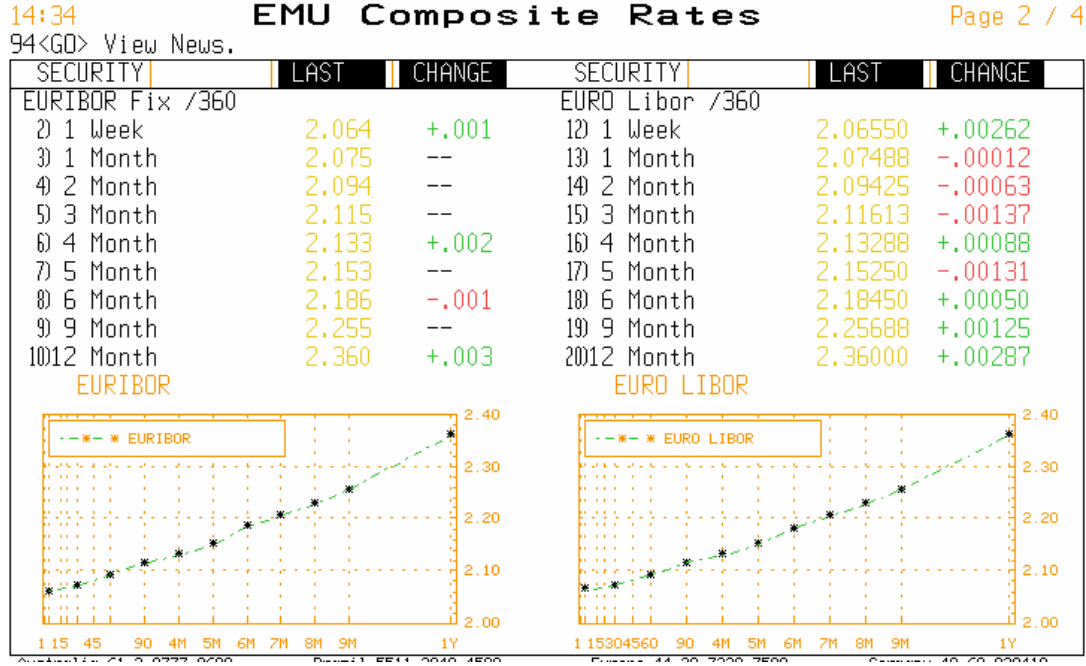 14:34 EMU Composite Rates Page 2 / 4
94<GO> View News.
SECURITY LAST CHANGE SECURITY LAST CHANGE
EURIBOR Fix /360 EURO Libor /360
2) 1 Week 2.064 +.001 12) 1 Week 2.06550 +.00262
3) 1 Month 2.075 -- 13) 1 Month 2.07488 -.00012
4) 2 Month 2.094 -- 14) 2 Month 2.09425 -.00063
5) 3 Month 2.115 -- 15) 3 Month 2.11613 -.00137
6) 4 Month 2.133 +.002 16) 4 Month 2.13288 +.00088
7) 5 Month 2.153 -- 17) 5 Month 2.15250 -.00131
8) 6 Month 2.186 -.001 18) 6 Month 2.18450 +.00050
9) 9 Month 2.255 -- 19) 9 Month 2.25688 +.00125
10)12 Month 2.360 +.003 20)12 Month 2.36000 +.00287
EURIBOR EURO LIBOR
2.40 2.40
EURIBOR EURO LIBOR
2.30 2.30
2.20 2.20
2.10 2.10
2.00 2.00
1 15 45 90 4M 5M 6M 7M 8M 9M 1Y 1 15304560 90 4M 5M 6M 7M 8M 9M 1Y